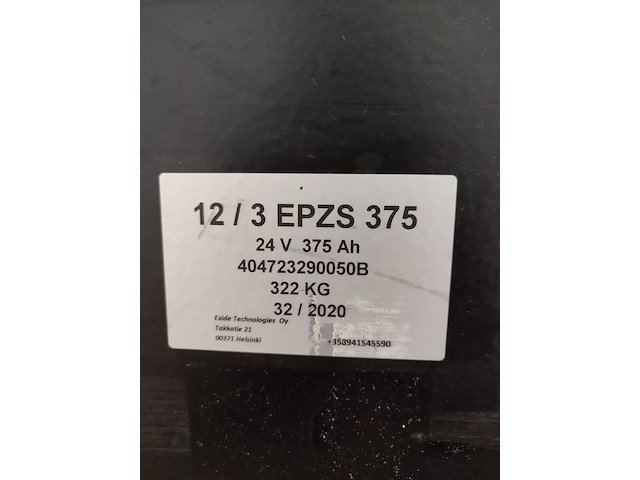 12 / 3 EPZS 375
24 V 375 Ah
404723290050B
322 KG
32 / 2020
Exide Technologies Oy
Takkatie 21
00371 Helsinki
+358941545590